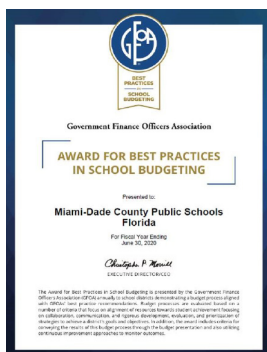 GFOA
BEST
PRACTICES
IN
SCHOOL
BUDGETING
Government Finance Officers Association
AWARD FOR BEST PRACTICES
IN SCHOOL BUDGETING
Presented to:
Miami-Dade County Public Schools
Florida
For Fiscal Year Ending
June 30, 2020
Christopher P. Morrill
EXECUTIVE DIRECTOR/CEO
The Award for Best Practices in School Budgeting is presented by the Government Finance
Officers Association (GFOA) annually to school districts demonstrating a budget process aligned
with GFOA's best practice recommendations. Budget processes are evaluated based on a
number of criteria that focus on alignment of resources towards student achievement focusing
on collaboration, communication, and rigorous development, evaluation, and prioritization of
strategies to achieve a district's goals and objectives. In addition, the award includes criteria for
conveying the results of this budget process through the budget presentation and also utilizing
continuous improvement approaches to monitor outcomes.